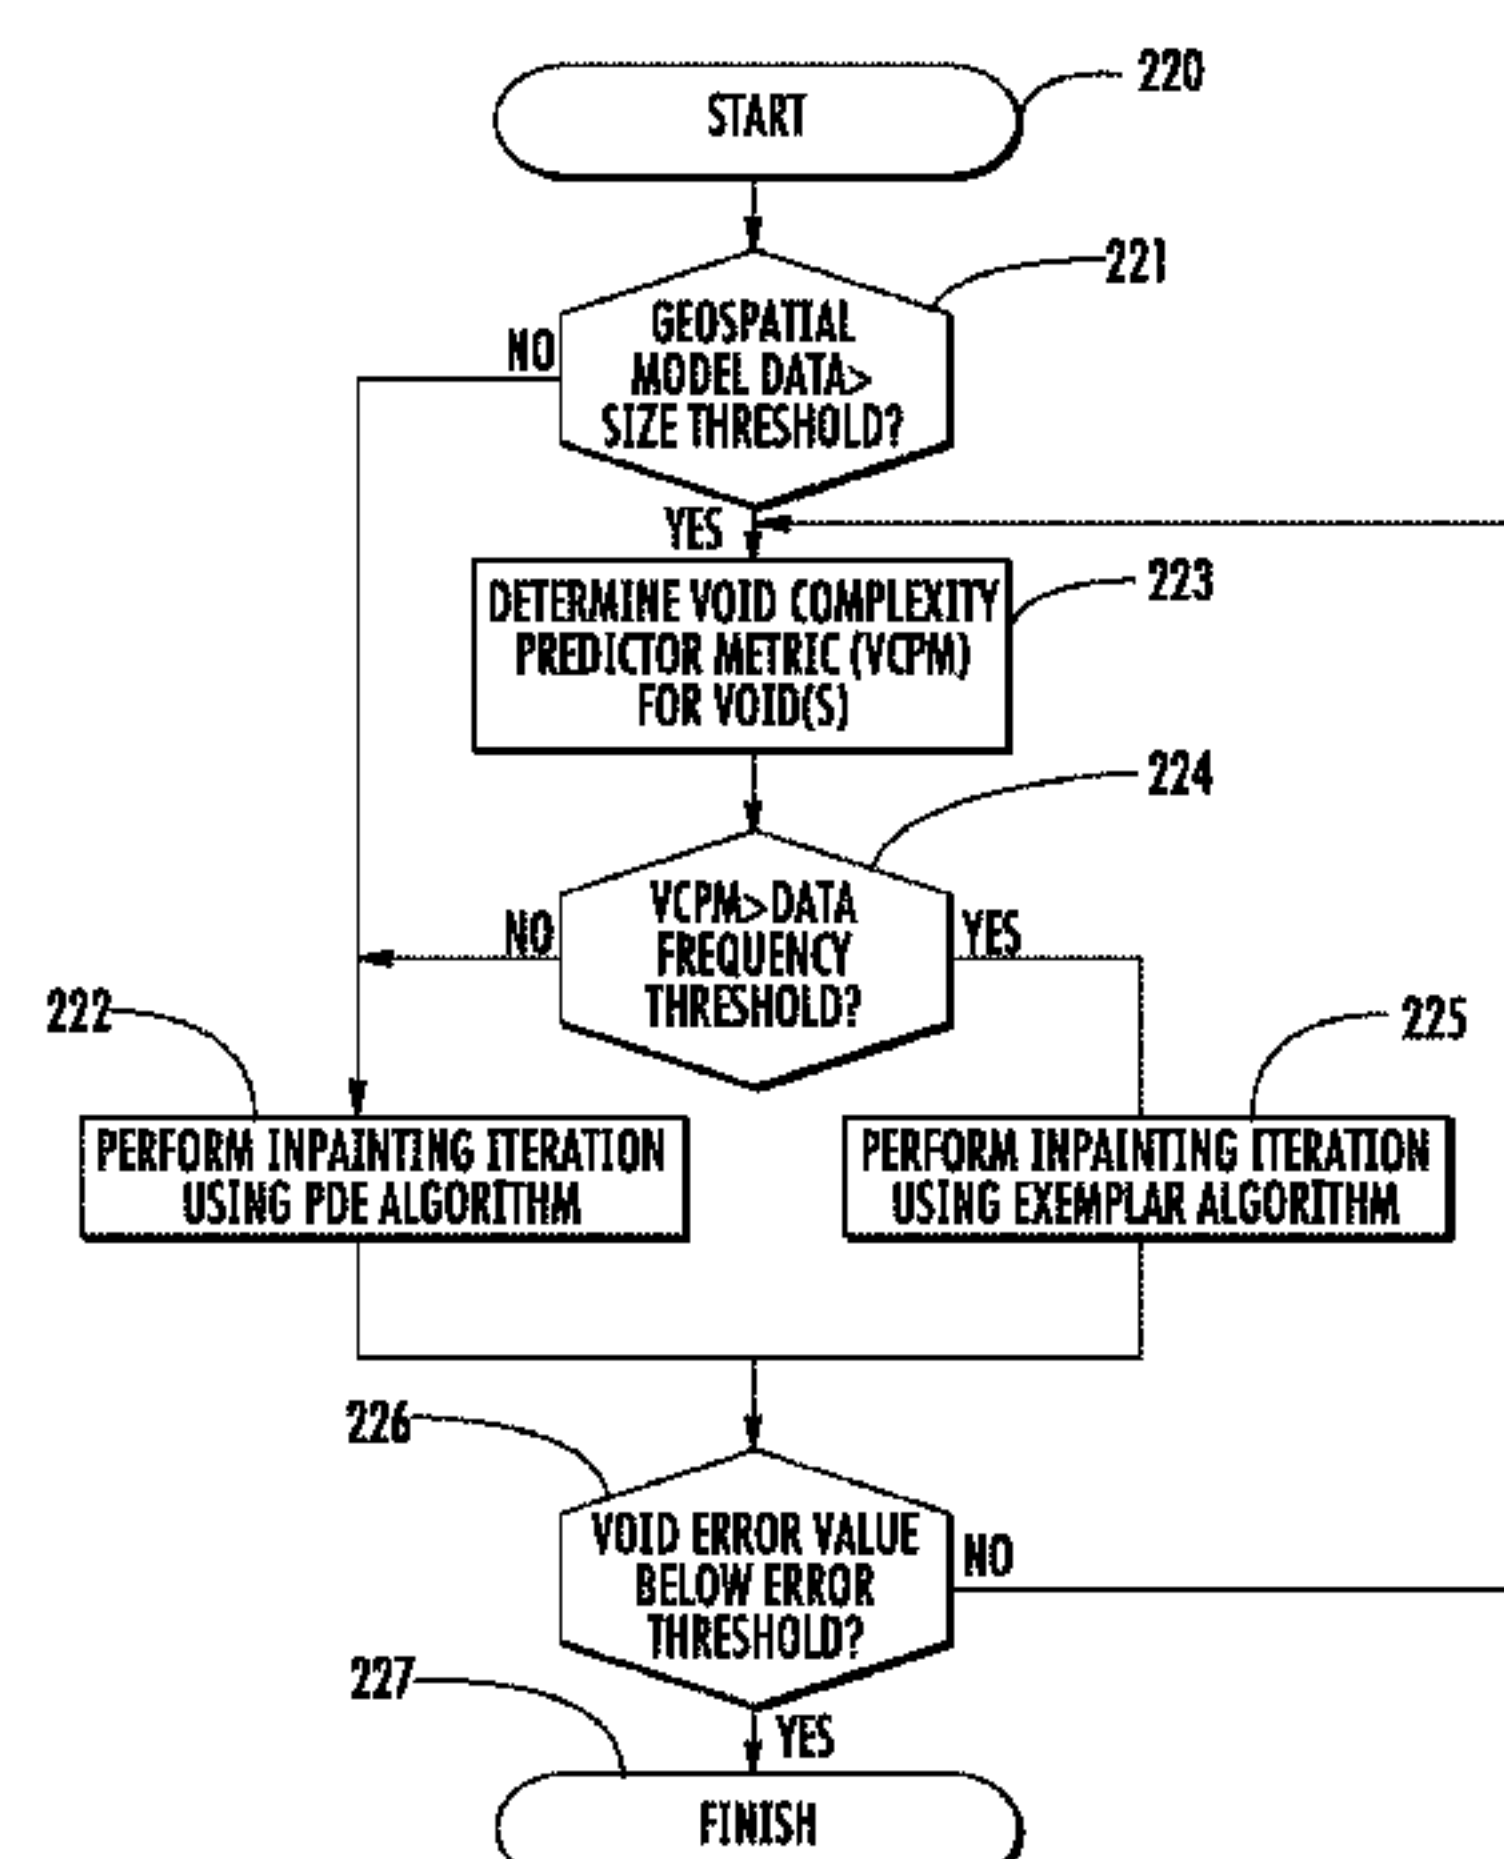 START
220
GEOSPATIAL
MODEL DATA>
SIZE THRESHOLD?
221
NO
YES
DETERMINE VOID COMPLEXITY
PREDICTOR METRIC (VCPM)
FOR VOID(S)
223
224
VCPM>DATA
FREQUENCY
THRESHOLD?
NO
YES
222
225
PERFORM INPAINTING ITERATION
USING PDE ALGORITHM
PERFORM INPAINTING ITERATION
USING EXEMPLAR ALGORITHM
226
VOID ERROR VALUE
BELOW ERROR
THRESHOLD?
NO
227
YES
FINISH